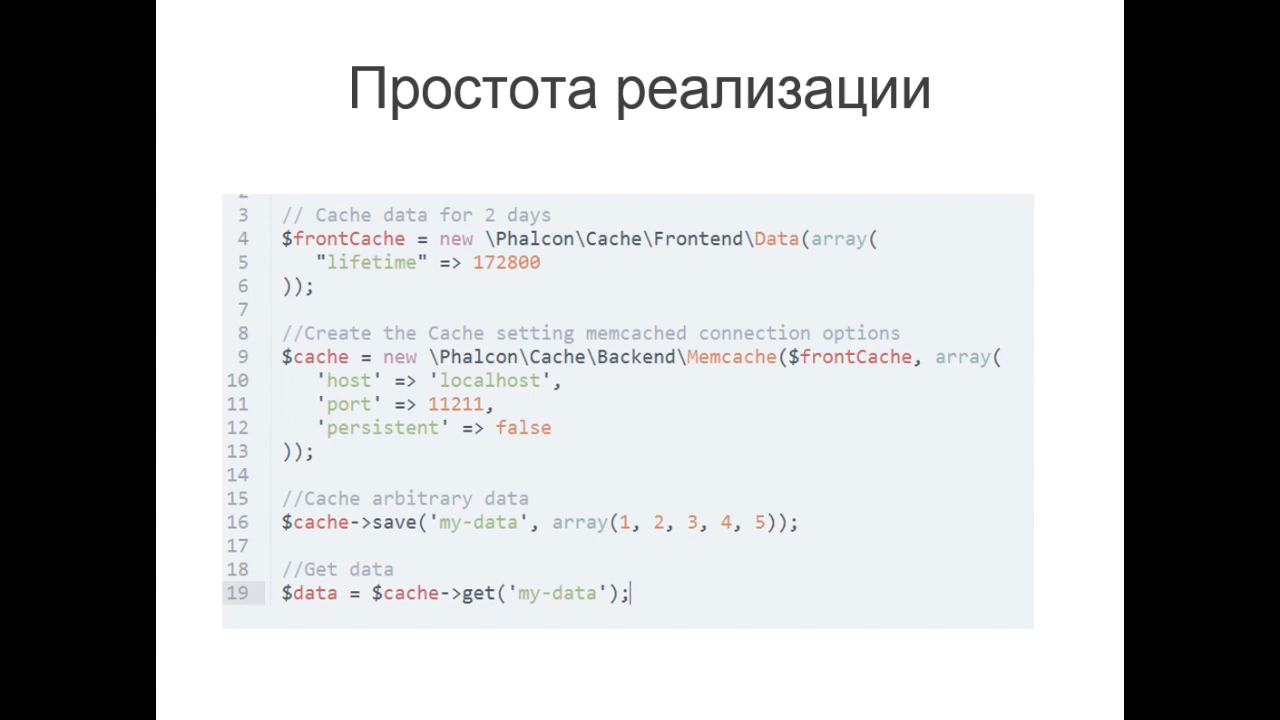 Простота реализации
3 // Cache data for 2 days
4 $frontCache = new \Phalcon\Cache\Frontend\Data(array(
5 "lifetime" => 172800
6 ));
7
8 //Create the Cache setting memcached connection options
9 $cache = new \Phalcon\Cache\Backend\Memcache($frontCache, array(
10 'host' => 'localhost',
11 'port' => 11211,
12 'persistent' => false
13 ));
14
15 //Cache arbitrary data
16 $cache->save('my-data', array(1, 2, 3, 4, 5));
17
18 //Get data
19 $data = $cache->get('my-data');